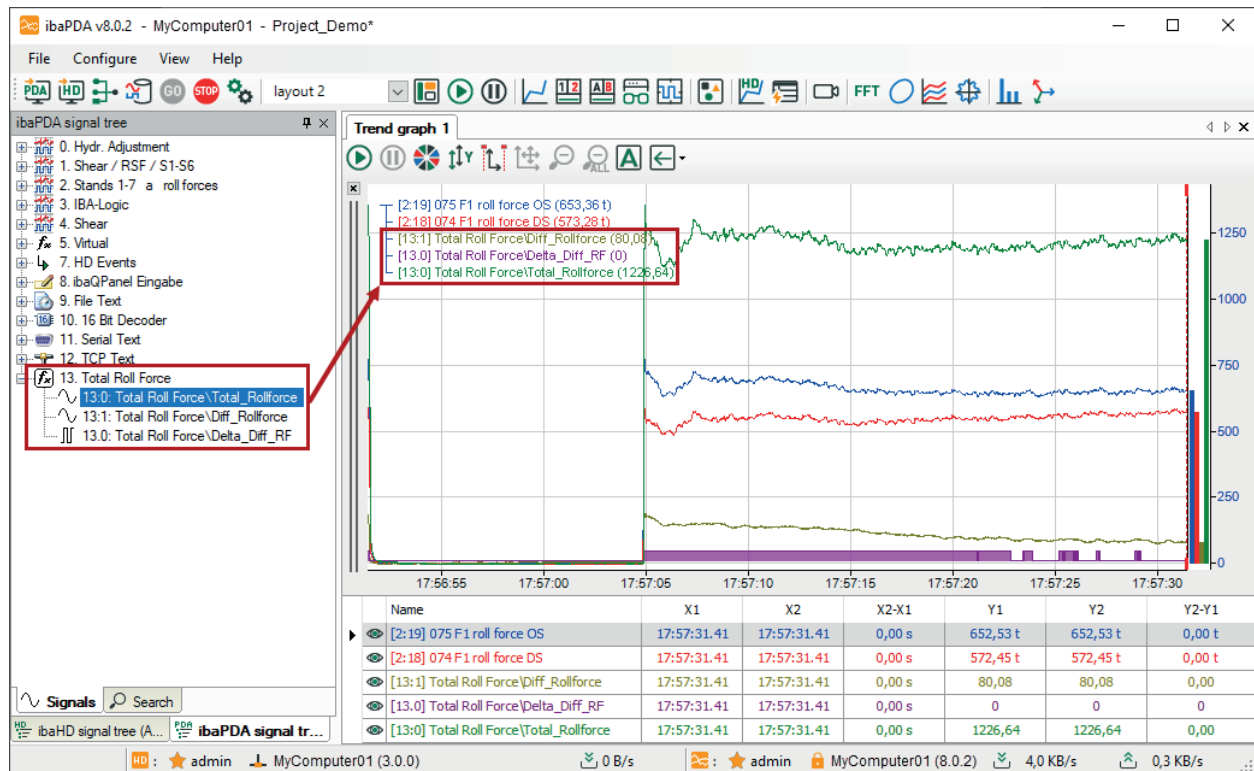 ibaPDA v8.0.2 - MyComputer01 - Project_Demo*
File Configure View Help
PDA HD GO STOP layout 2 12 AB HD FFT
ibaPDA signal tree
0. Hydr. Adjustment
1. Shear / RSF / S1-S6
2. Stands 1-7 a roll forces
3. IBA-Logic
4. Shear
fx 5. Virtual
7. HD Events
8. ibaQPanel Eingabe
9. File Text
16 10. 16 Bit Decoder
11. Serial Text
12. TCP Text
fx 13. Total Roll Force
13:0: Total Roll Force\Total_Rollforce
13:1: Total Roll Force\Diff_Rollforce
13.0: Total Roll Force\Delta_Diff_RF
Signals Search
HD ibaHD signal tree (A... PDA ibaPDA signal tr...
Trend graph 1
Y ALL A
[2:19] 075 F1 roll force OS (653,36 t)
[2:18] 074 F1 roll force DS (573,28 t)
[13:1] Total Roll Force\Diff_Rollforce (80,08)
[13.0] Total Roll Force\Delta_Diff_RF (0)
[13:0] Total Roll Force\Total_Rollforce (1226,64)
1250
1000
750
500
250
0
17:56:55 17:57:00 17:57:05 17:57:10 17:57:15 17:57:20 17:57:25 17:57:30
Name X1 X2 X2-X1 Y1 Y2 Y2-Y1
[2:19] 075 F1 roll force OS 17:57:31.41 17:57:31.41 0,00 s 652,53 t 652,53 t 0,00 t
[2:18] 074 F1 roll force DS 17:57:31.41 17:57:31.41 0,00 s 572,45 t 572,45 t 0,00 t
[13:1] Total Roll Force\Diff_Rollforce 17:57:31.41 17:57:31.41 0,00 s 80,08 80,08 0,00
[13.0] Total Roll Force\Delta_Diff_RF 17:57:31.41 17:57:31.41 0,00 s 0 0 0
[13:0] Total Roll Force\Total_Rollforce 17:57:31.41 17:57:31.41 0,00 s 1226,64 1226,64 0,00
HD : admin MyComputer01 (3.0.0) 0 B/s : admin MyComputer01 (8.0.2) 4,0 KB/s 0,3 KB/s